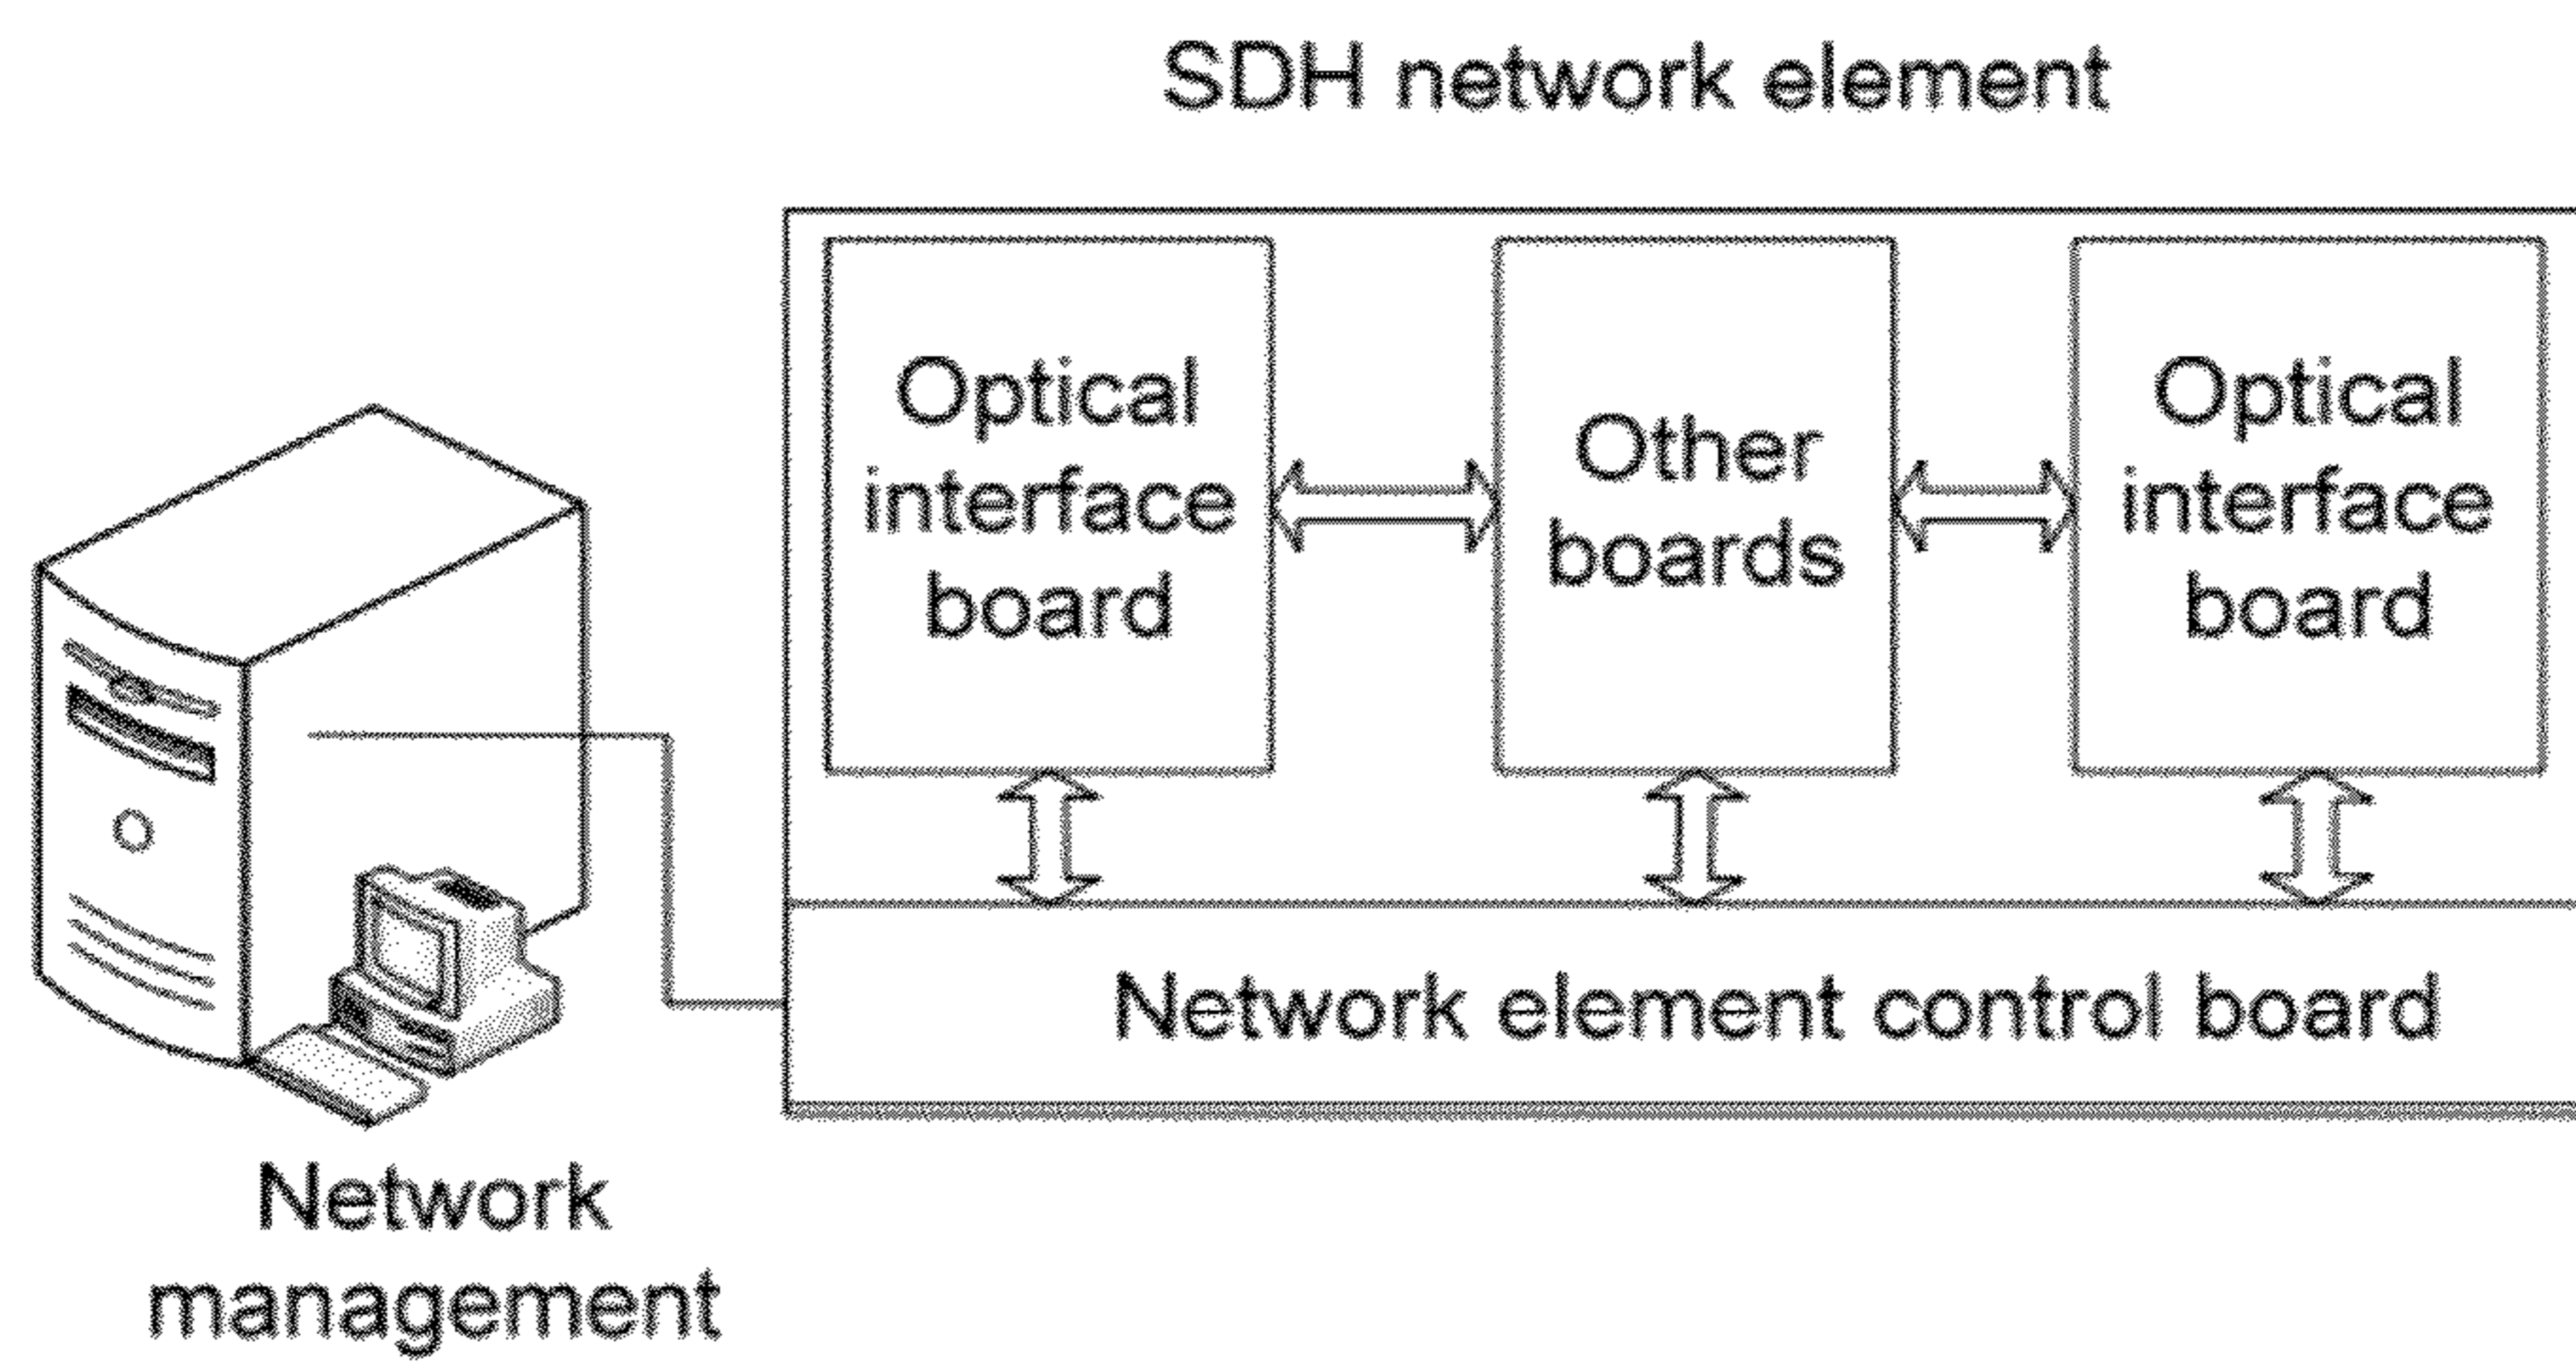 SDH network element
Optical
interface
board
Other
boards
Optical
interface
board
Network element control board
Network
management